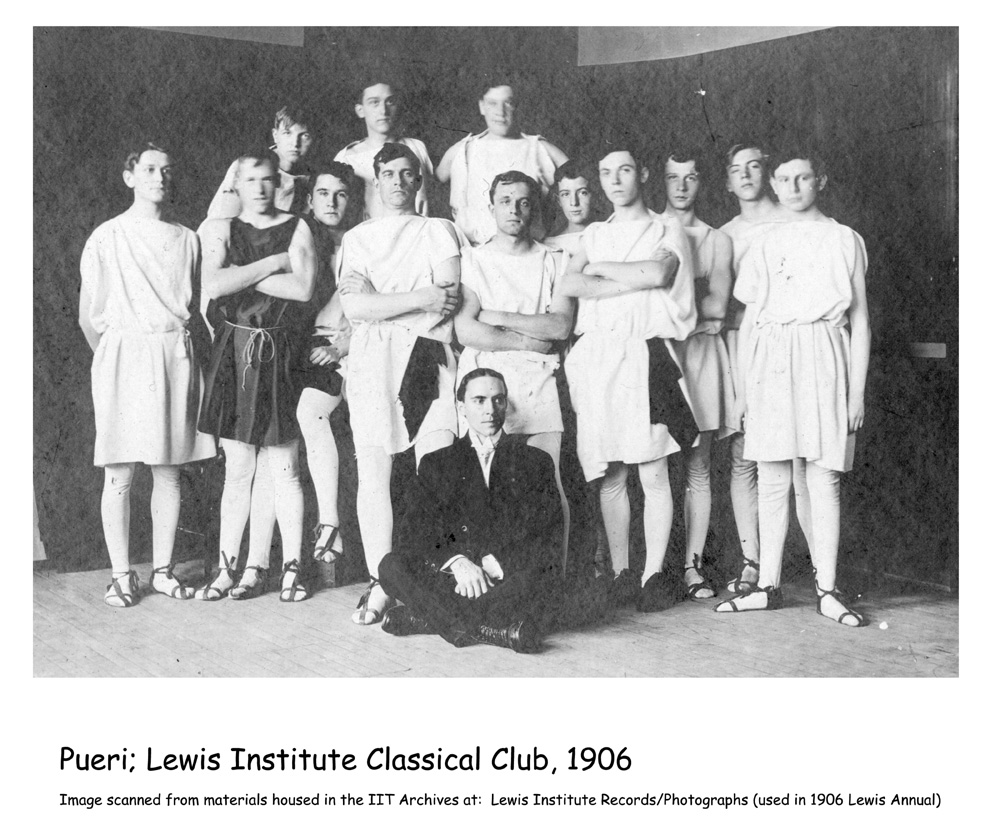 Pueri; Lewis Institute Classical Club, 1906
Image scanned from materials housed in the IIT Archives at:  Lewis Institute Records/Photographs (used in 1906 Lewis Annual)